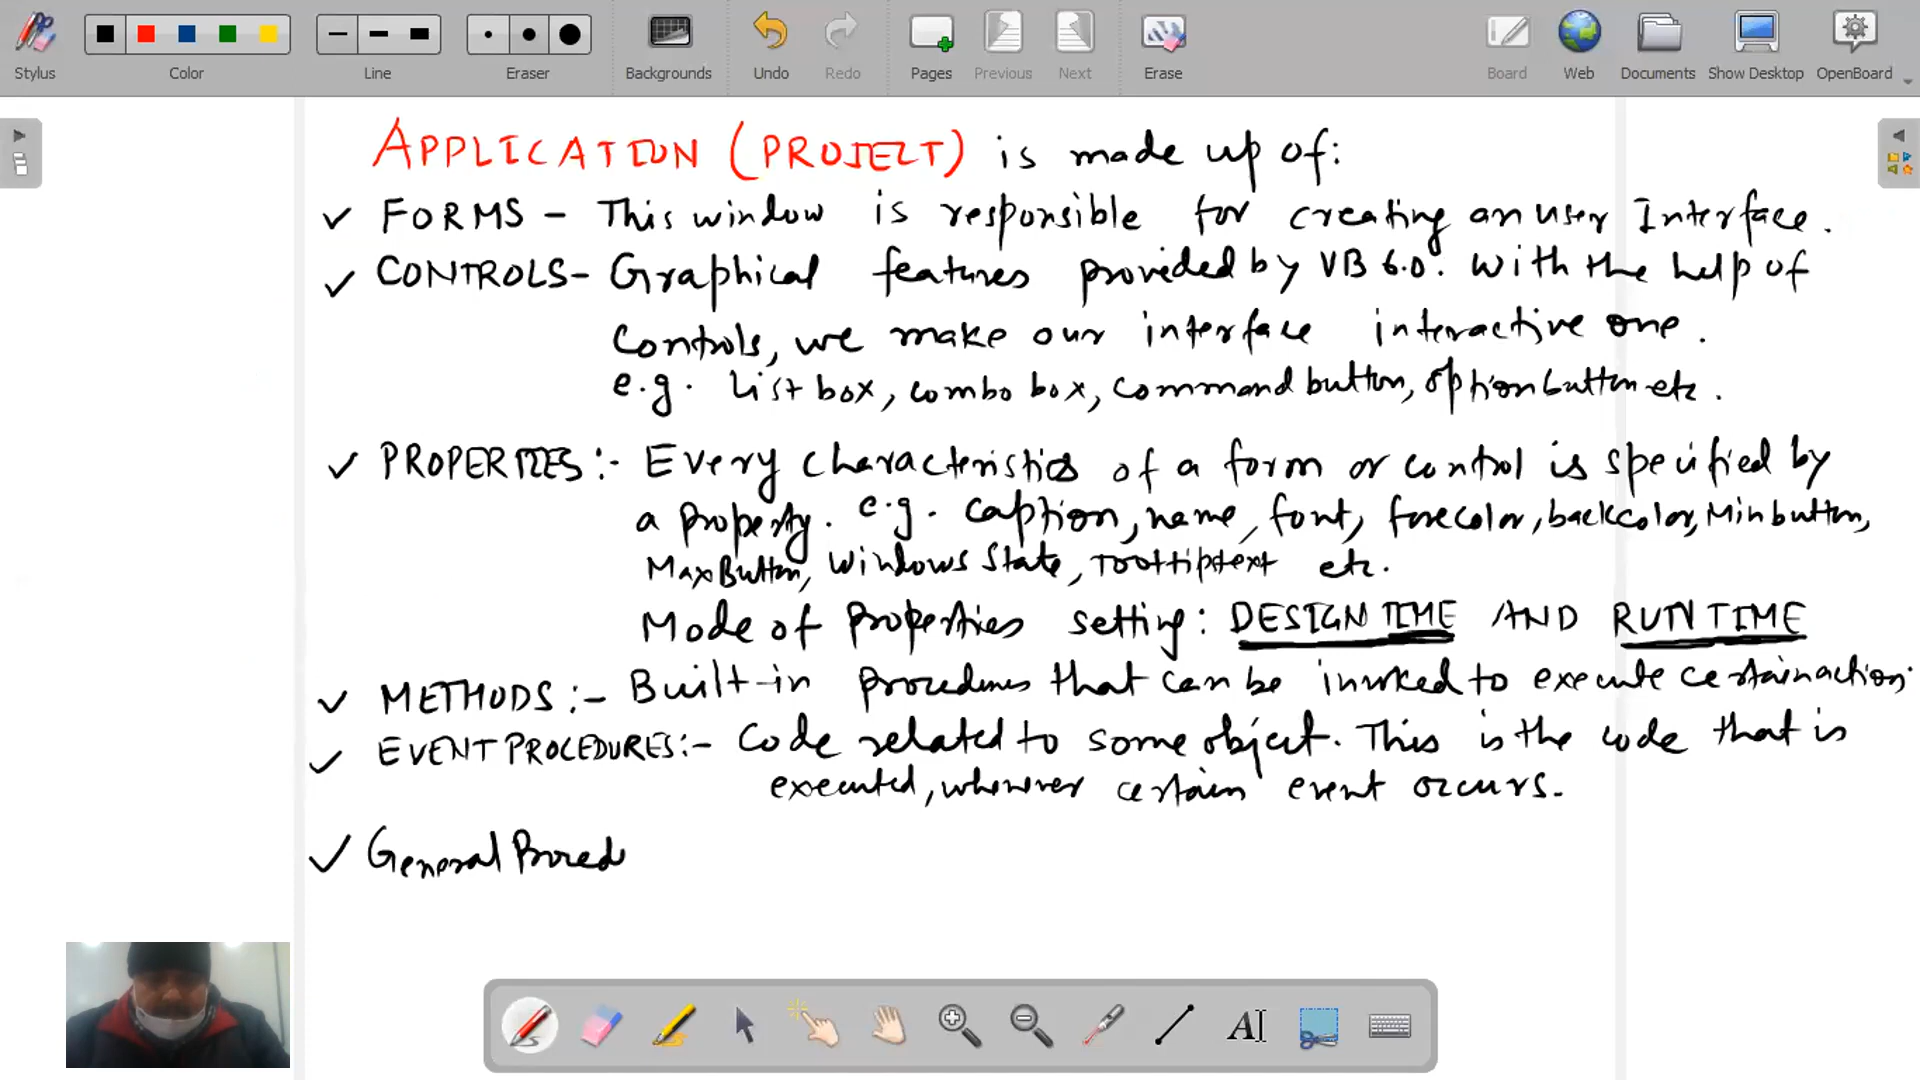 Stylus Color Line Eraser Backgrounds Undo Redo Pages Previous Next Erase Board Web Documents Show Desktop OpenBoard
APPLICATION (PROJECT) is made up of:
✓ FORMS - This window is responsible for creating an user Interface.
✓ CONTROLS - Graphical features provided by VB 6.0. With the help of
Controls, we make our interface interactive one.
e.g. List box, combo box, command button, option button etc.
✓ PROPERTIES :- Every characteristics of a form or control is specified by
a property. e.g. caption, name, font, forecolor, backcolor, Minbutton,
MaxButton, Windows State, Tooltiptext etc.
Mode of Properties setting: DESIGN TIME AND RUN TIME
✓ METHODS :- Built-in procedures that can be invoked to execute certain action.
✓ EVENT PROCEDURES :- Code related to some object. This is the code that is
executed, whenever certain event occurs.
✓ General Proced